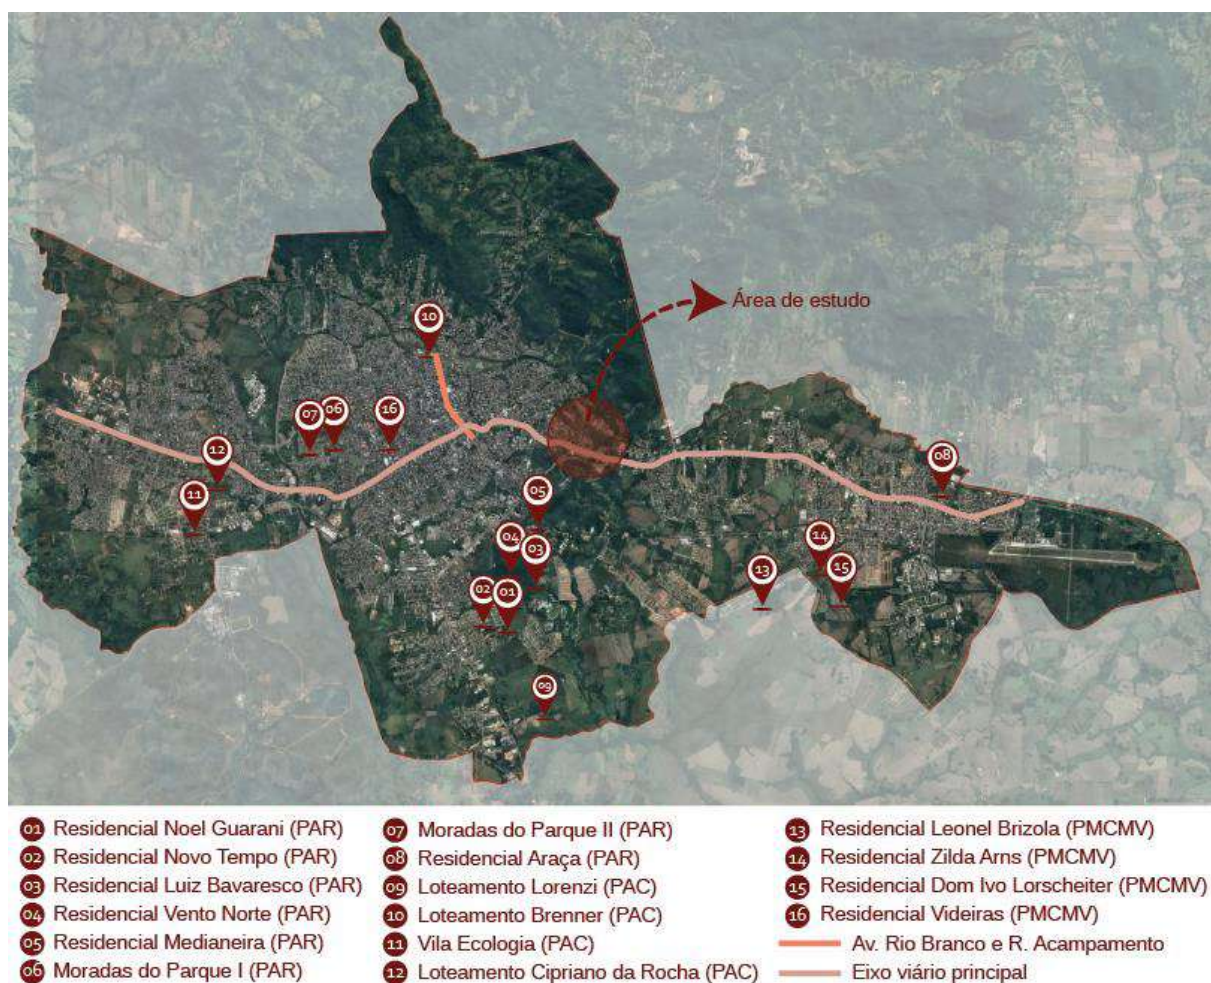 10
Área de estudo
07
06
16
12
08
11
05
04
03
14
13
15
02
01
09
01 Residencial Noel Guarani (PAR)
02 Residencial Novo Tempo (PAR)
03 Residencial Luiz Bavaresco (PAR)
04 Residencial Vento Norte (PAR)
05 Residencial Medianeira (PAR)
06 Moradas do Parque I (PAR)
07 Moradas do Parque II (PAR)
08 Residencial Araça (PAR)
09 Loteamento Lorenzi (PAC)
10 Loteamento Brenner (PAC)
11 Vila Ecologia (PAC)
12 Loteamento Cipriano da Rocha (PAC)
13 Residencial Leonel Brizola (PMCMV)
14 Residencial Zilda Arns (PMCMV)
15 Residencial Dom Ivo Lorscheiter (PMCMV)
16 Residencial Videiras (PMCMV)
Av. Rio Branco e R. Acampamento
Eixo viário principal